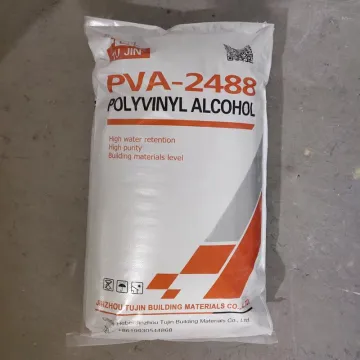 TU JIN
PVA-2488
POLYVINYL ALCOHOL
High water retention
High purity
Building materials level
JINZHOU TUJIN BUILDING MATERIALS CO.,
Jinzhou Tujin Building Materials Co., Ltd